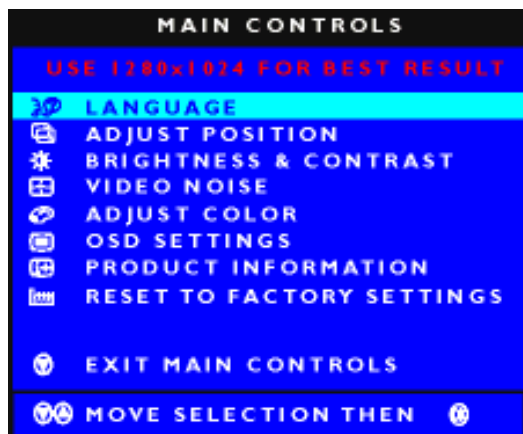 MAIN CONTROLS
USE 1280x1024 FOR BEST RESULT
LANGUAGE
ADJUST POSITION
BRIGHTNESS & CONTRAST
VIDEO NOISE
ADJUST COLOR
OSD SETTINGS
PRODUCT INFORMATION
RESET TO FACTORY SETTINGS
EXIT MAIN CONTROLS
MOVE SELECTION THEN